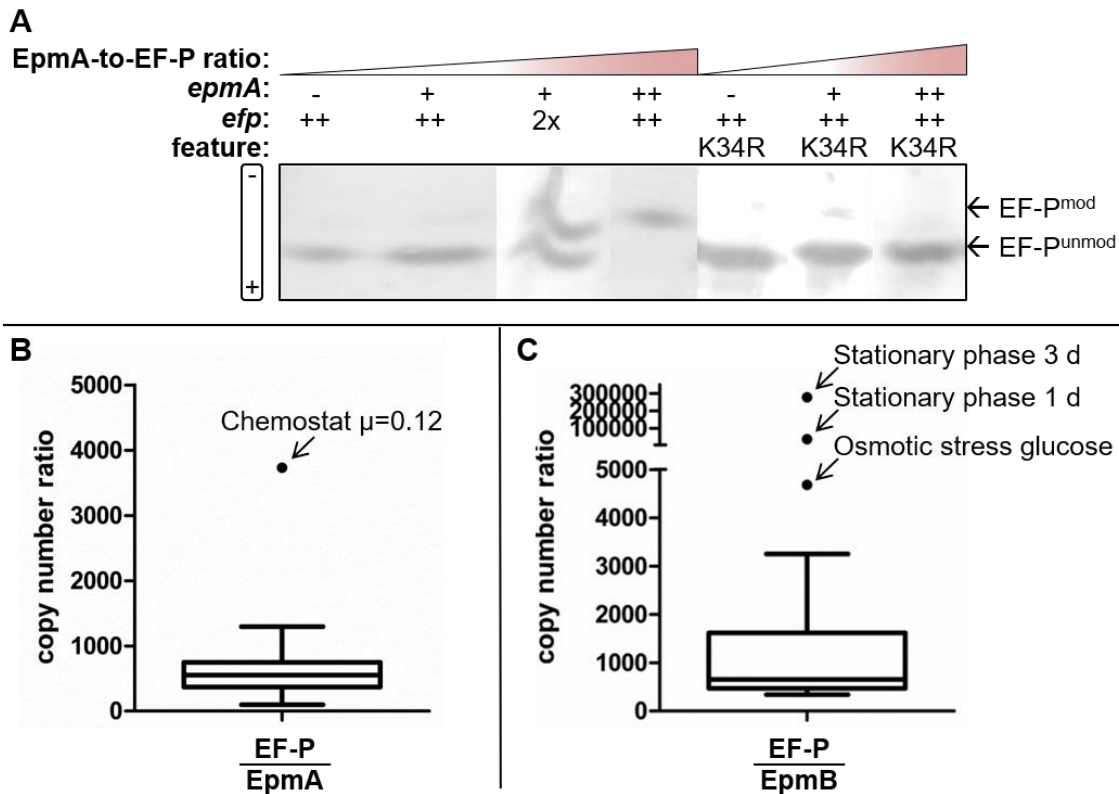 A
EpmA-to-EF-P ratio:
epmA: - + + ++ - + ++
efp: ++ ++ 2x ++ ++ ++ ++
feature: K34R K34R K34R
-
+
← EF-Pmod
← EF-Punmod
B
copy number ratio
5000
4000
3000
2000
1000
0
Chemostat μ=0.12
EF-P
EpmA
C
copy number ratio
300000
200000
100000
5000
4000
3000
2000
1000
0
Stationary phase 3 d
Stationary phase 1 d
Osmotic stress glucose
EF-P
EpmB